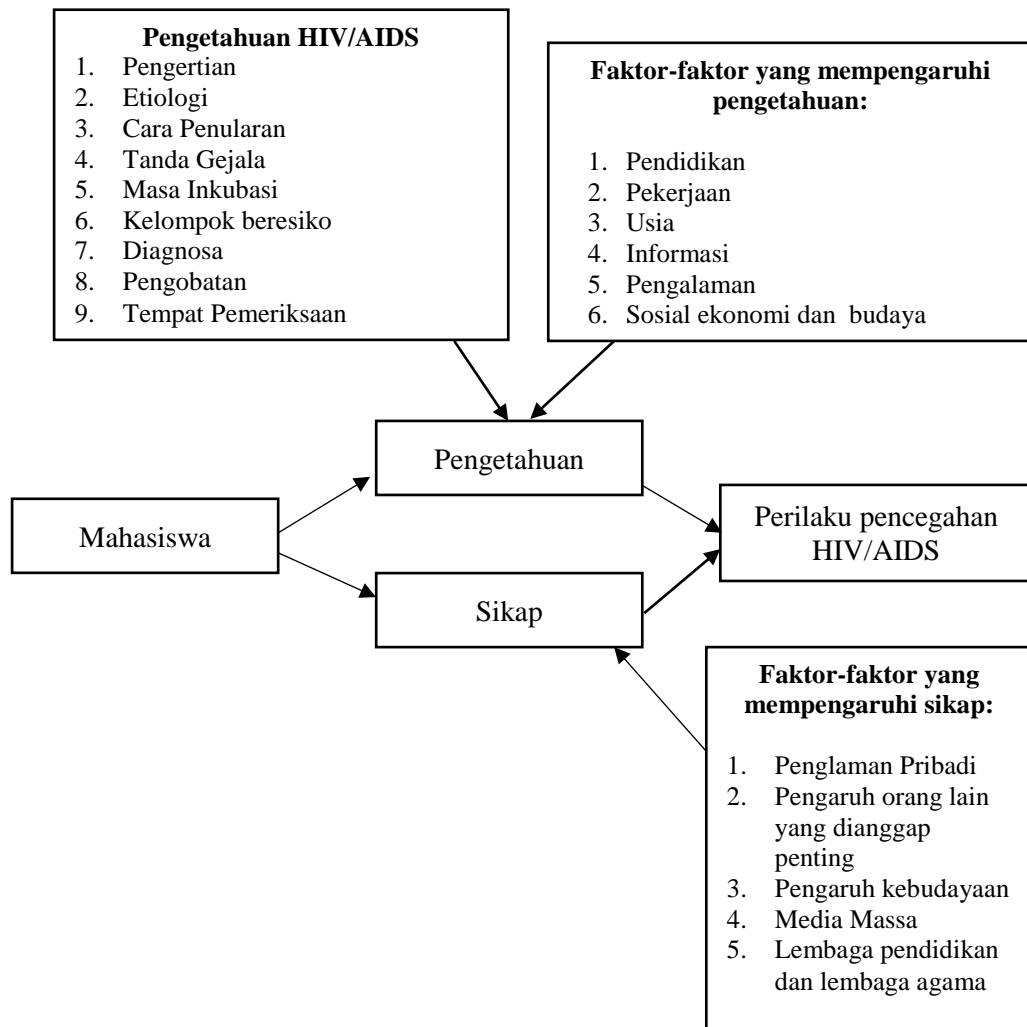 Pengetahuan HIV/AIDS
1. Pengertian
2. Etiologi
3. Cara Penularan
4. Tanda Gejala
5. Masa Inkubasi
6. Kelompok beresiko
7. Diagnosa
8. Pengobatan
9. Tempat Pemeriksaan
Faktor-faktor yang mempengaruhi
pengetahuan:
1. Pendidikan
2. Pekerjaan
3. Usia
4. Informasi
5. Pengalaman
6. Sosial ekonomi dan budaya
Pengetahuan
Mahasiswa
Perilaku pencegahan
HIV/AIDS
Sikap
Faktor-faktor yang
mempengaruhi sikap:
1. Penglaman Pribadi
2. Pengaruh orang lain
yang dianggap
penting
3. Pengaruh kebudayaan
4. Media Massa
5. Lembaga pendidikan
dan lembaga agama